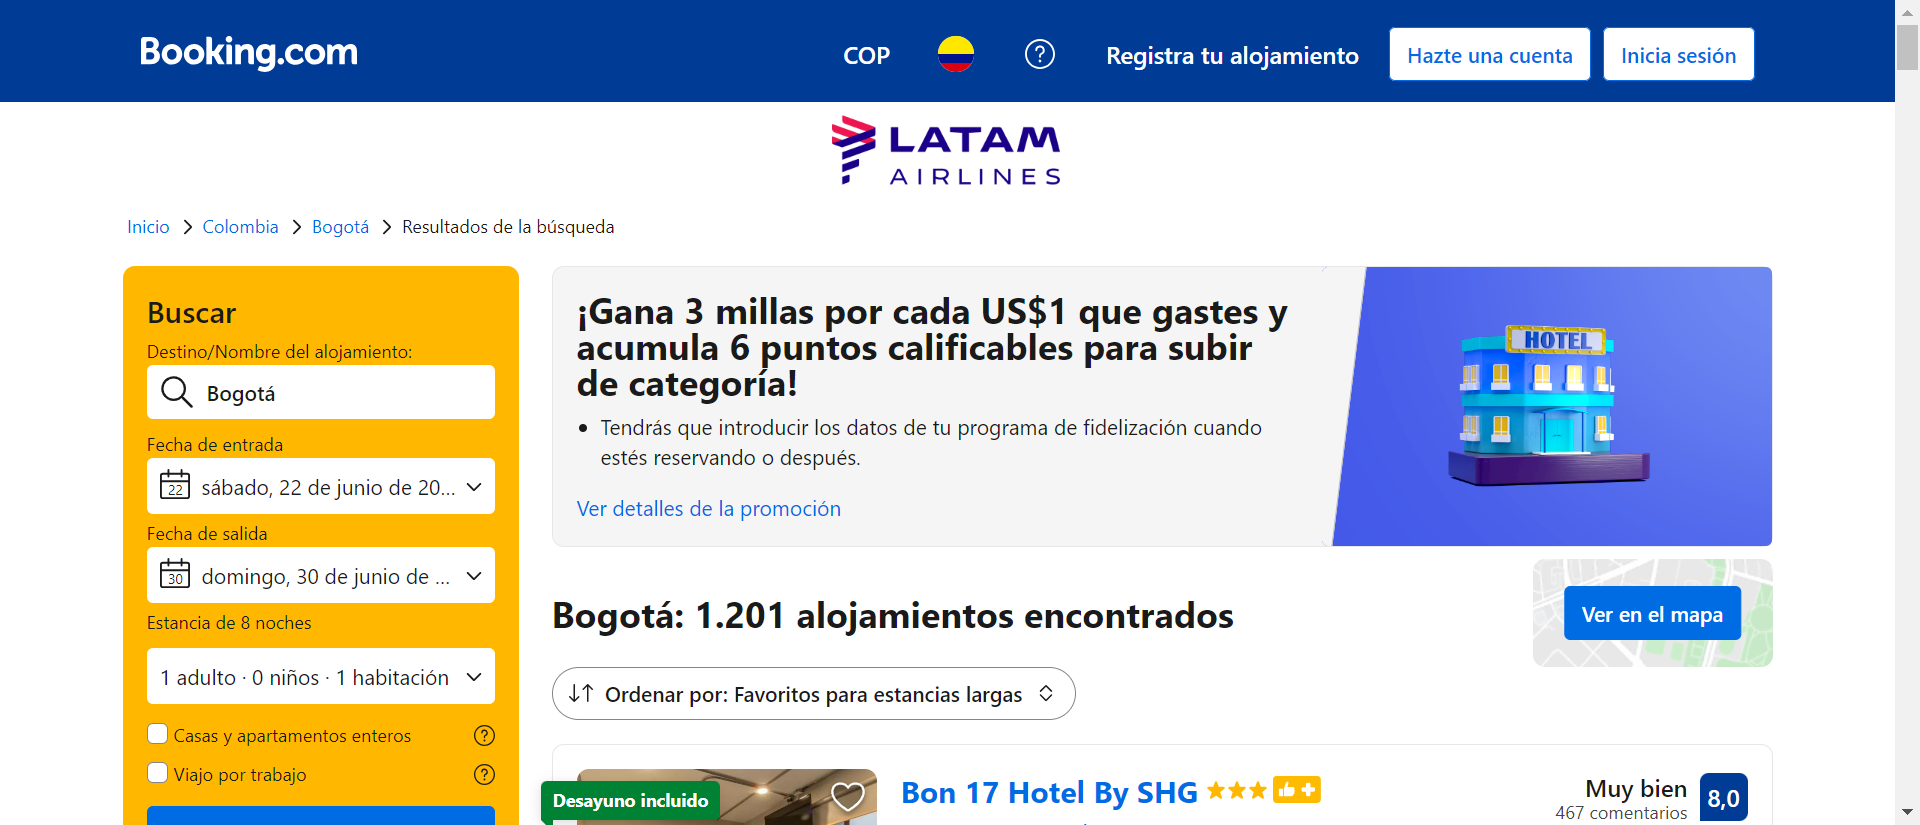 Booking.com
COP
Registra tu alojamiento
Hazte una cuenta
Inicia sesión
LATAM
AIRLINES
Inicio
Colombia
Bogotá
Resultados de la búsqueda
Buscar
Destino/Nombre del alojamiento:
Bogotá
Fecha de entrada
22
sábado, 22 de junio de 20...
Fecha de salida
30
domingo, 30 de junio de ...
Estancia de 8 noches
1 adulto · 0 niños · 1 habitación
Casas y apartamentos enteros
Viajo por trabajo
¡Gana 3 millas por cada US$1 que gastes y
acumula 6 puntos calificables para subir
de categoría!
• Tendrás que introducir los datos de tu programa de fidelización cuando
estés reservando o después.
Ver detalles de la promoción
HOTEL
Bogotá: 1.201 alojamientos encontrados
Ver en el mapa
Ordenar por: Favoritos para estancias largas
Desayuno incluido
Bon 17 Hotel By SHG
Muy bien
467 comentarios
8,0